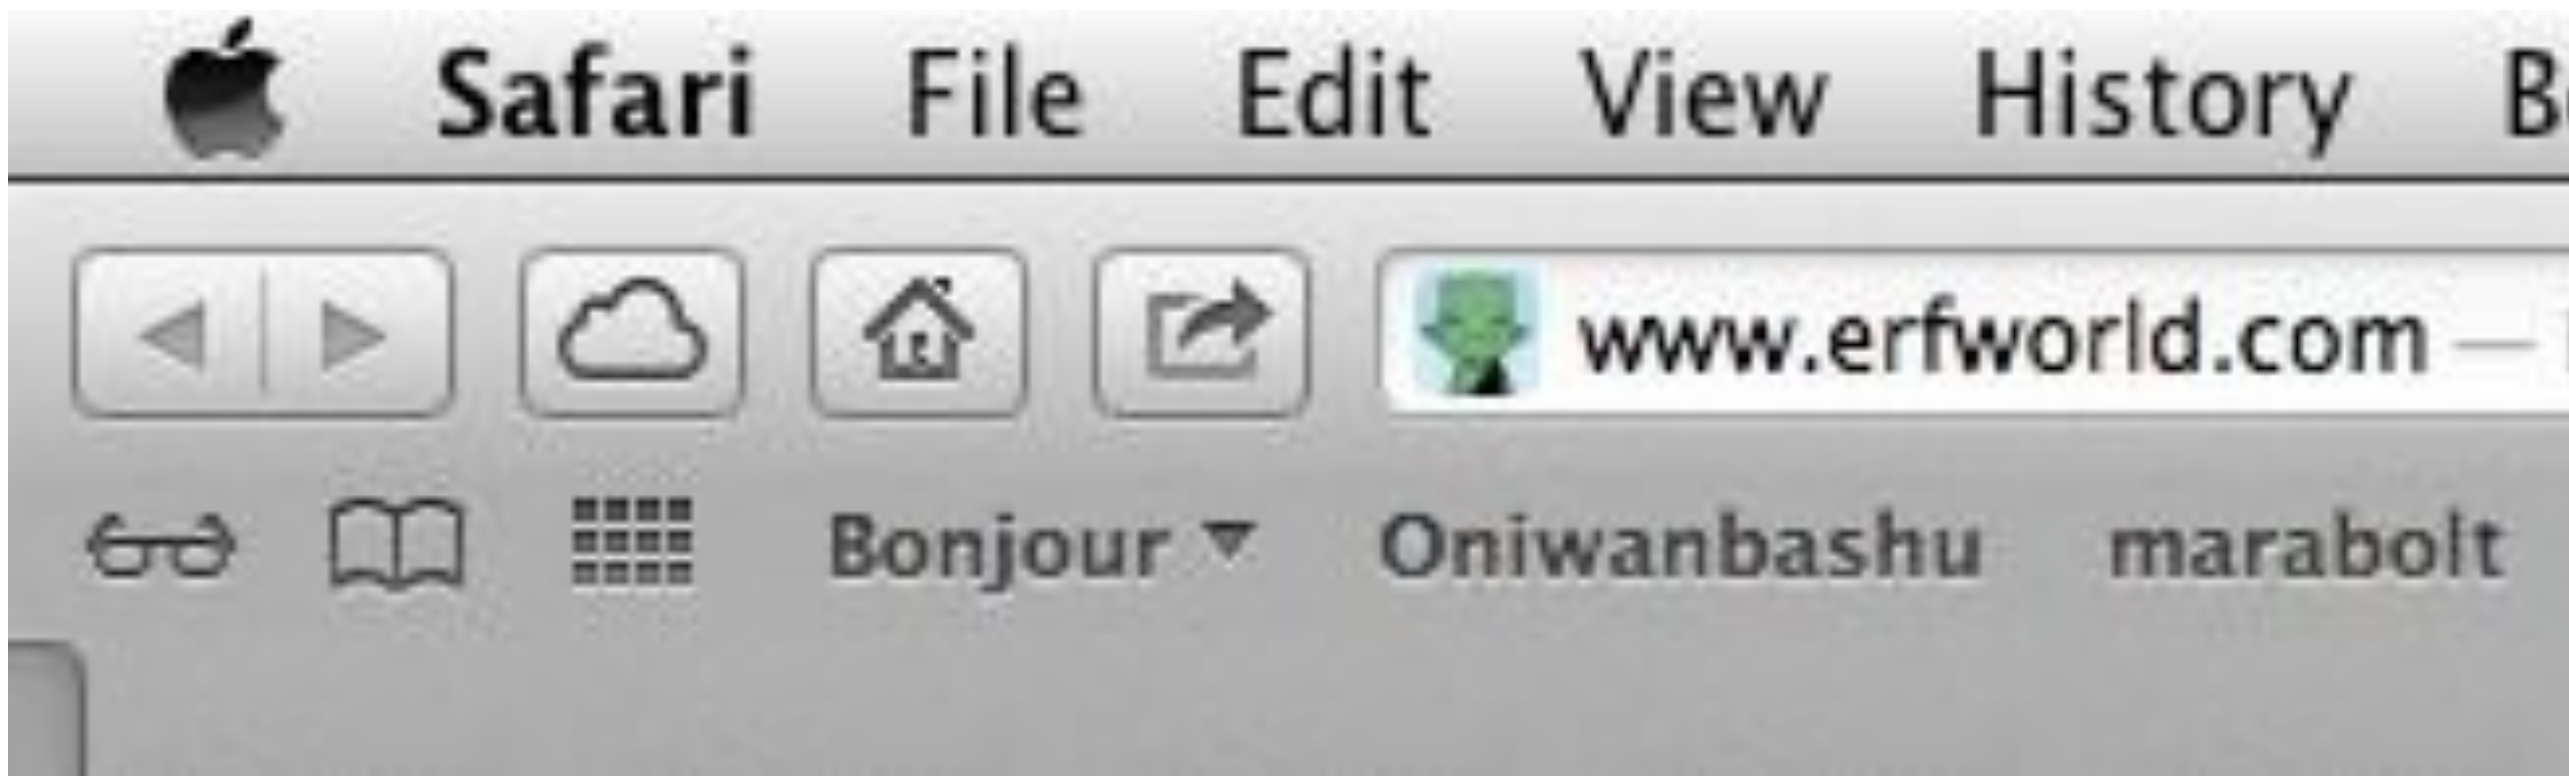 Safari File Edit View History
www.erfworld.com —
Bonjour Oniwanbashu marabolt